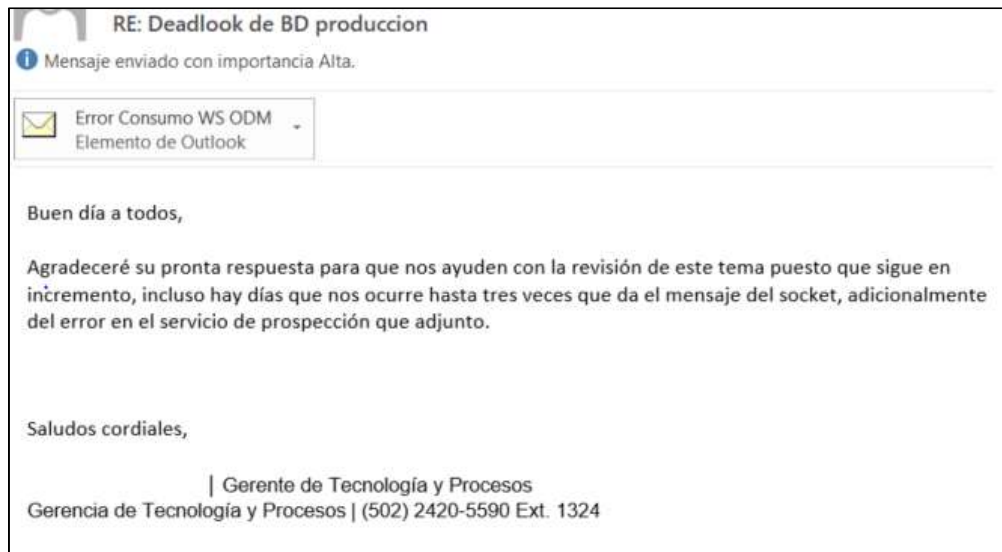 RE: Deadlook de BD produccion
Mensaje enviado con importancia Alta.
Error Consumo WS ODM
Elemento de Outlook
Buen día a todos,
Agradeceré su pronta respuesta para que nos ayuden con la revisión de este tema puesto que sigue en
incremento, incluso hay días que nos ocurre hasta tres veces que da el mensaje del socket, adicionalmente
del error en el servicio de prospección que adjunto.
Saludos cordiales,
| Gerente de Tecnología y Procesos
Gerencia de Tecnología y Procesos | (502) 2420-5590 Ext. 1324